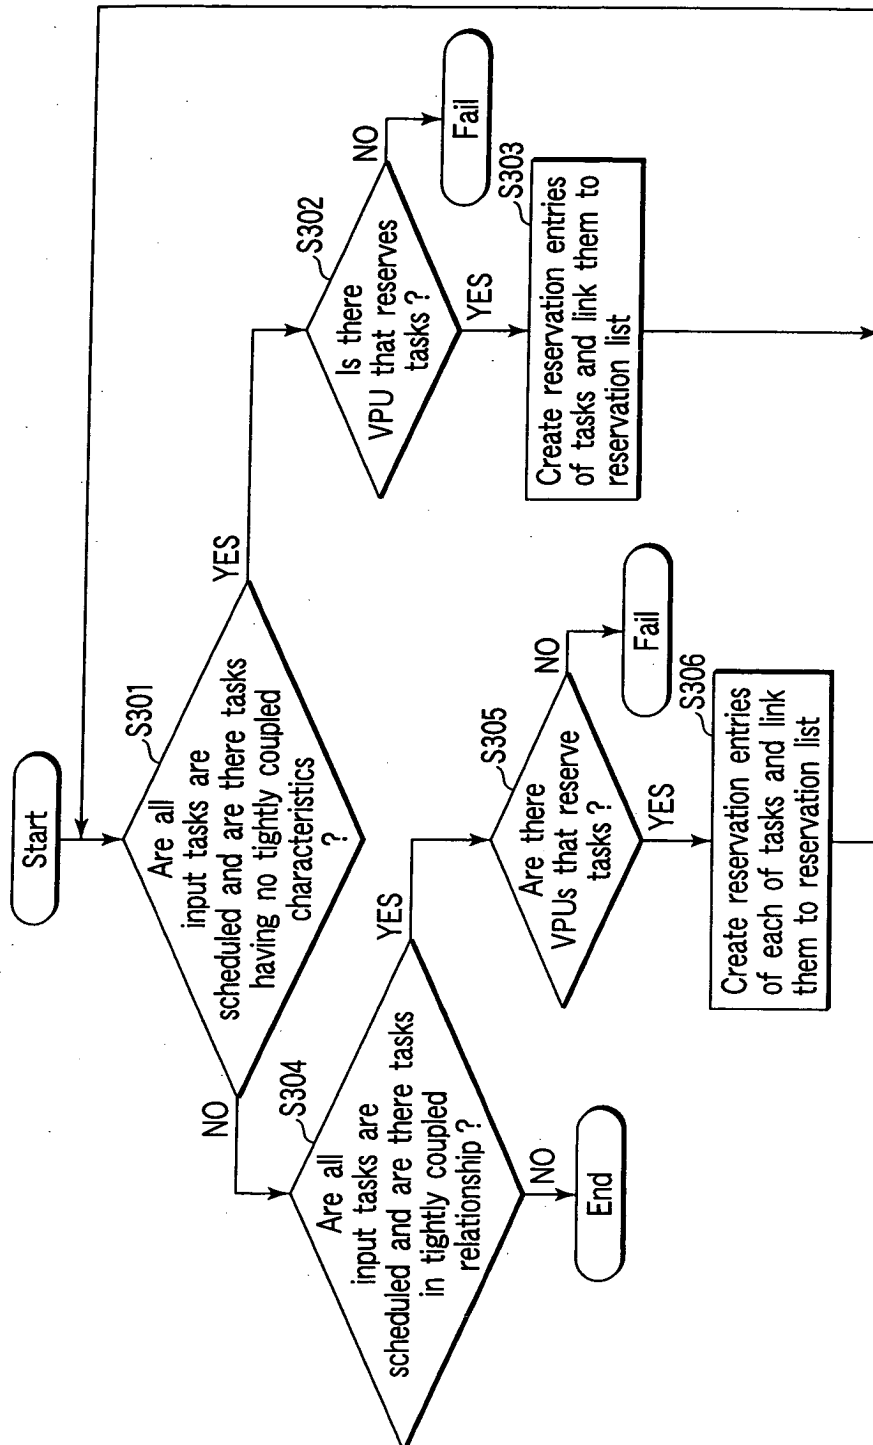 Start
S301
Are all
input tasks are
scheduled and are there tasks
having no tightly coupled
characteristics
?
YES
NO
S302
Is there
VPU that reserves
tasks ?
NO
Fail
YES
S303
Create reservation entries
of tasks and link them to
reservation list
S304
Are all
input tasks are
scheduled and are there tasks
in tightly coupled
relationship ?
YES
NO
End
S305
Are there
VPUs that reserve
tasks ?
NO
Fail
YES
S306
Create reservation entries
of each of tasks and link
them to reservation list